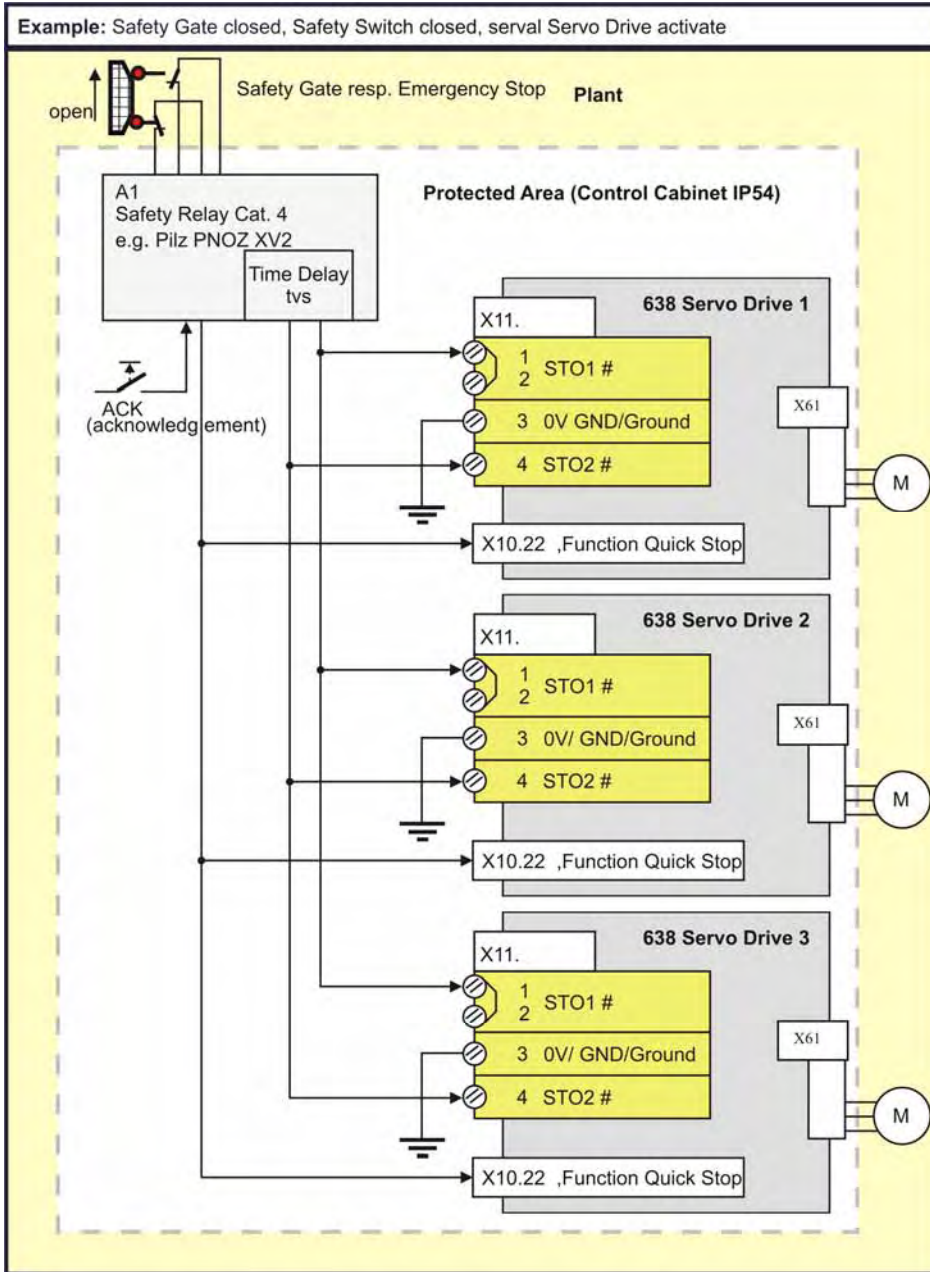 Example: Safety Gate closed, Safety Switch closed, serval Servo Drive activate
open
Safety Gate resp. Emergency Stop
Plant
A1
Safety Relay Cat. 4
e.g. Pilz PNOZ XV2
Time Delay
tvs
Protected Area (Control Cabinet IP54)
ACK
(acknowledg ement)
638 Servo Drive 1
X11.
1
2
STO1 #
3 0V GND/Ground
4 STO2 #
X61
M
X10.22 ,Function Quick Stop
638 Servo Drive 2
X11.
1
2
STO1 #
3 0V/ GND/Ground
4 STO2 #
X61
M
X10.22 ,Function Quick Stop
638 Servo Drive 3
X11.
1
2
STO1 #
3 0V/ GND/Ground
4 STO2 #
X61
M
X10.22 ,Function Quick Stop